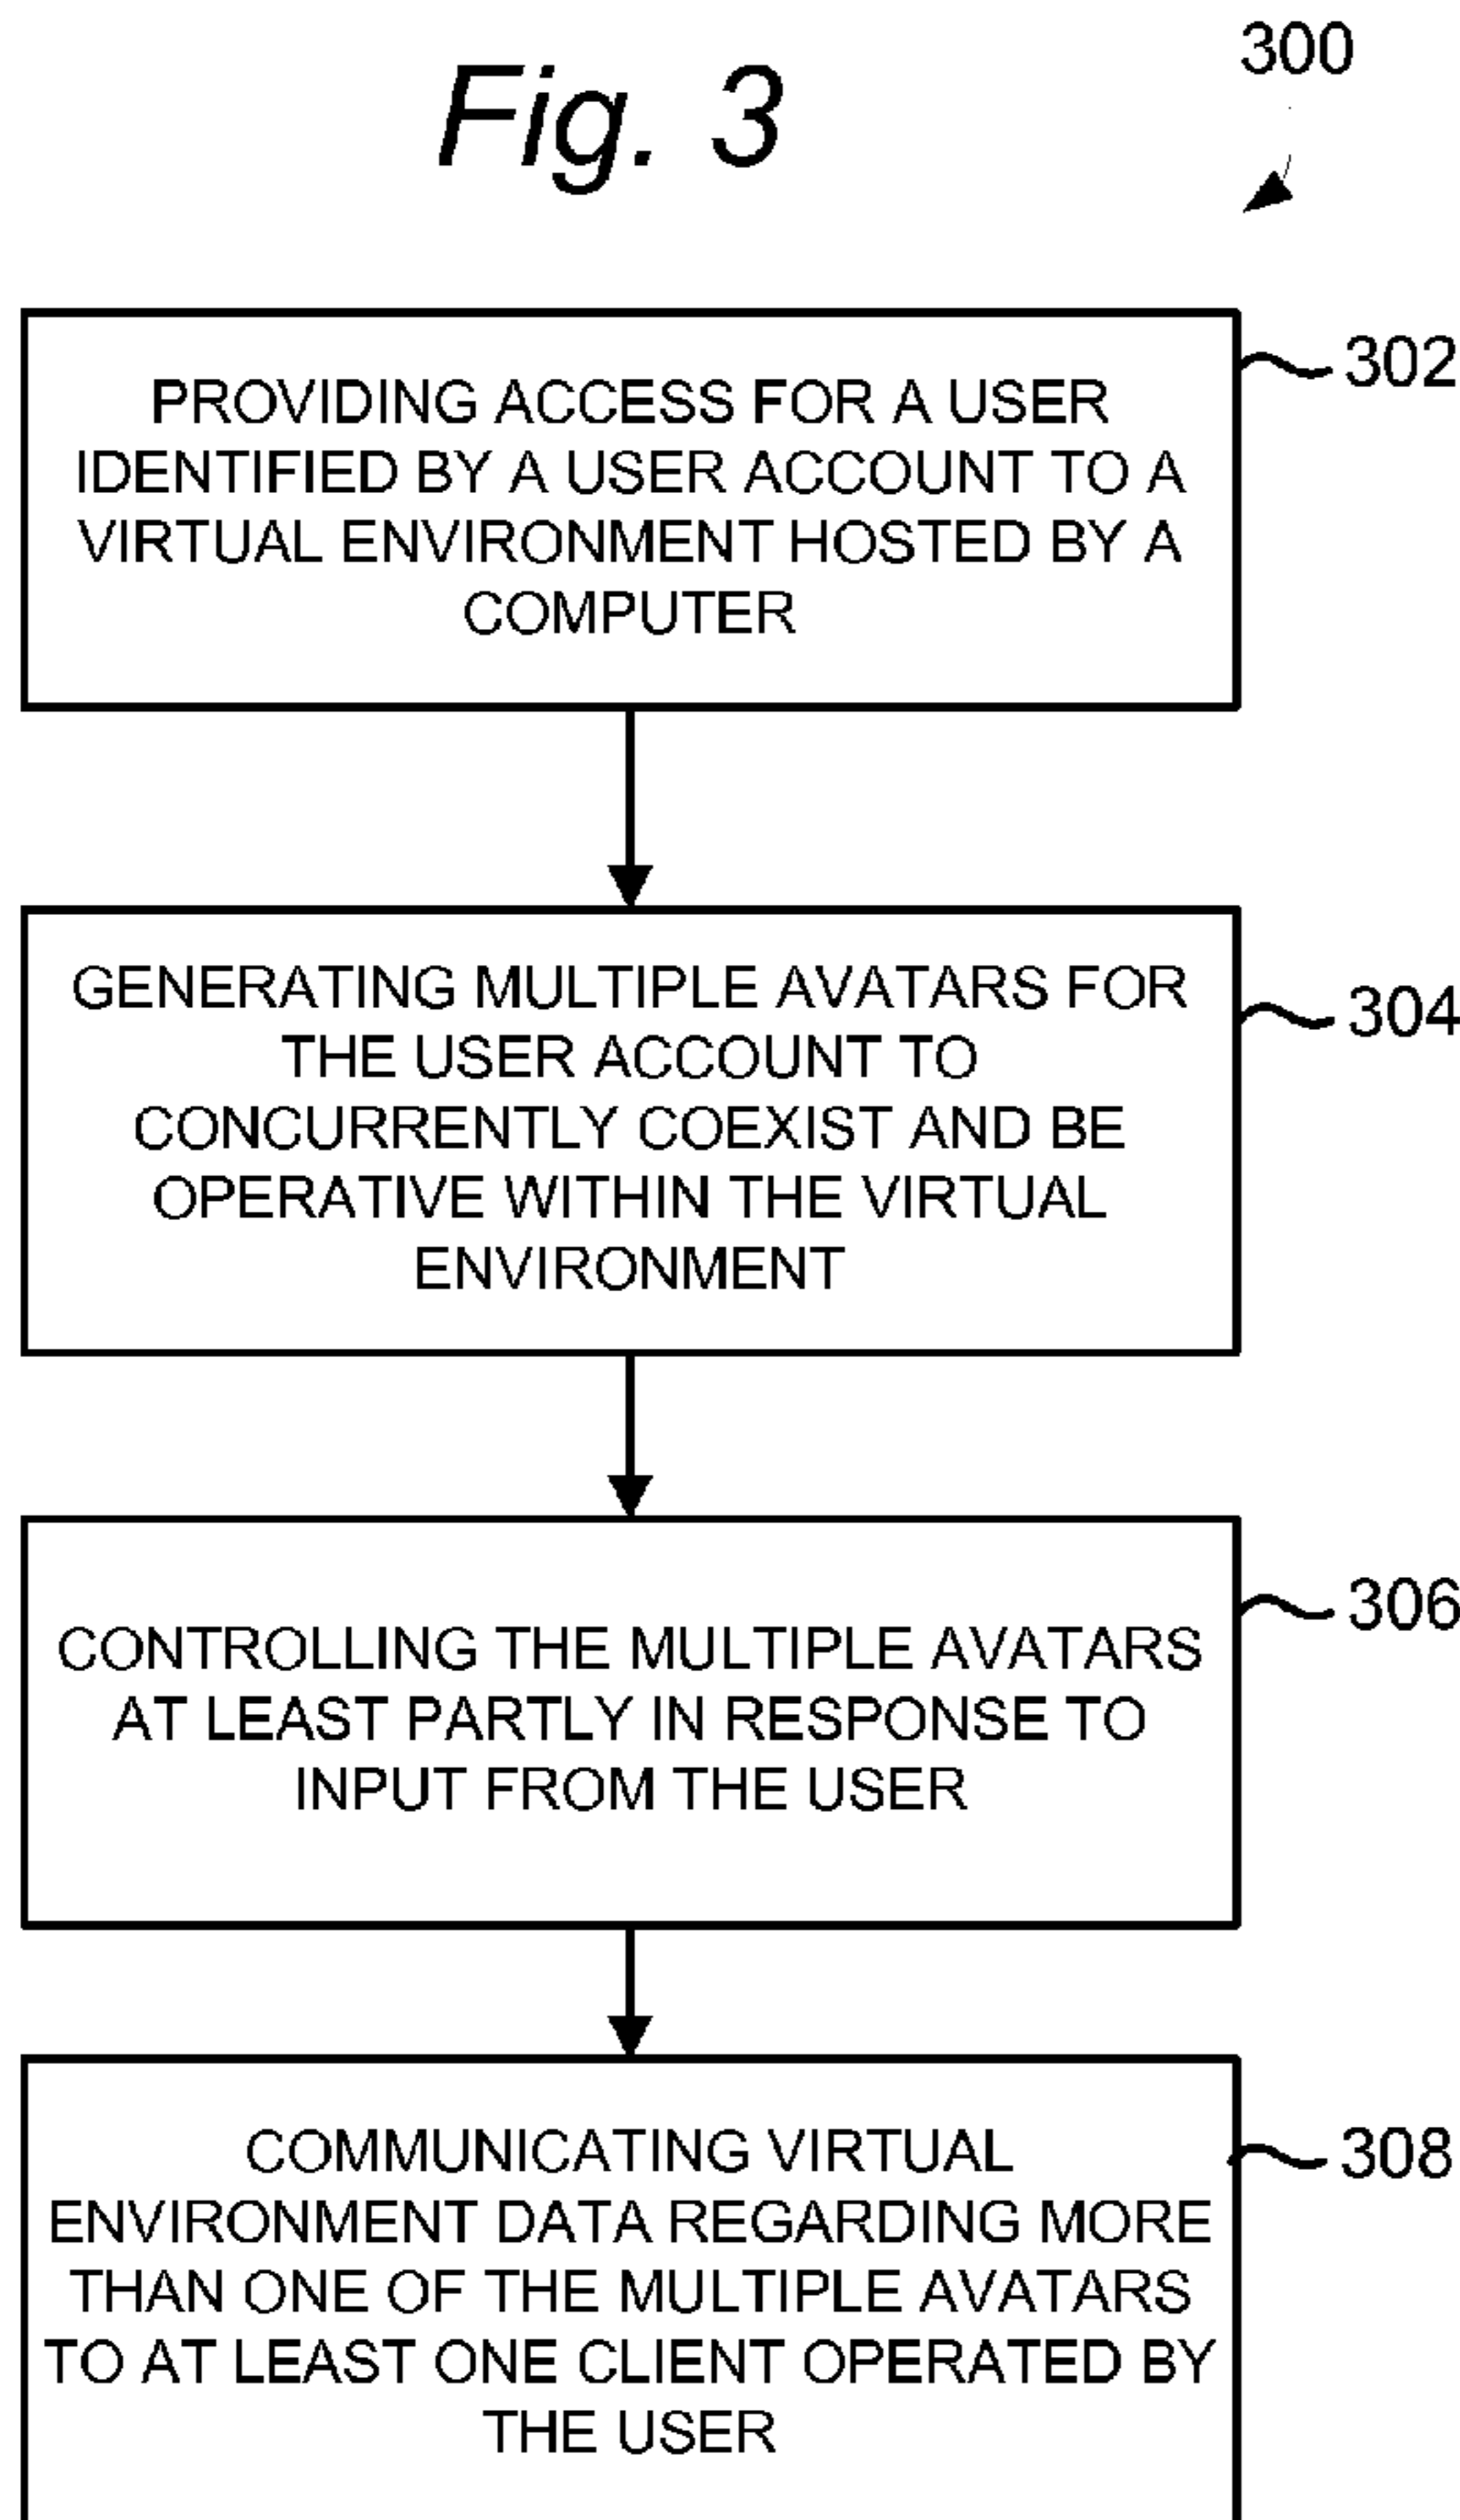 Fig. 3
300
PROVIDING ACCESS FOR A USER
IDENTIFIED BY A USER ACCOUNT TO A
VIRTUAL ENVIRONMENT HOSTED BY A
COMPUTER
302
GENERATING MULTIPLE AVATARS FOR
THE USER ACCOUNT TO
CONCURRENTLY COEXIST AND BE
OPERATIVE WITHIN THE VIRTUAL
ENVIRONMENT
304
CONTROLLING THE MULTIPLE AVATARS
AT LEAST PARTLY IN RESPONSE TO
INPUT FROM THE USER
306
COMMUNICATING VIRTUAL
ENVIRONMENT DATA REGARDING MORE
THAN ONE OF THE MULTIPLE AVATARS
TO AT LEAST ONE CLIENT OPERATED BY
THE USER
308